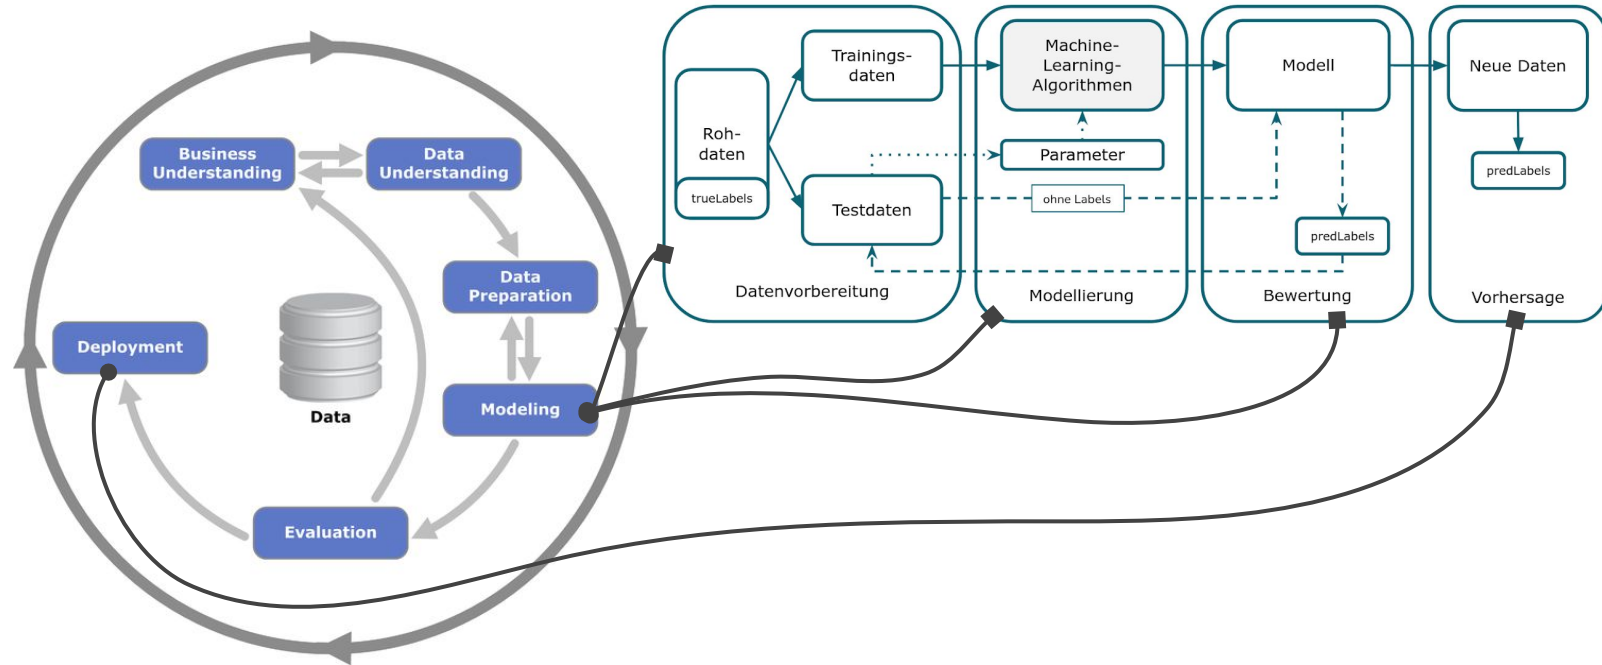 Business
Understanding
Data
Understanding
Data
Preparation
Modeling
Evaluation
Deployment
Data
Roh-
daten
trueLabels
Trainings-
daten
Testdaten
Datenvorbereitung
Machine-
Learning-
Algorithmen
Parameter
ohne Labels
Modellierung
Modell
predLabels
Bewertung
Neue Daten
predLabels
Vorhersage